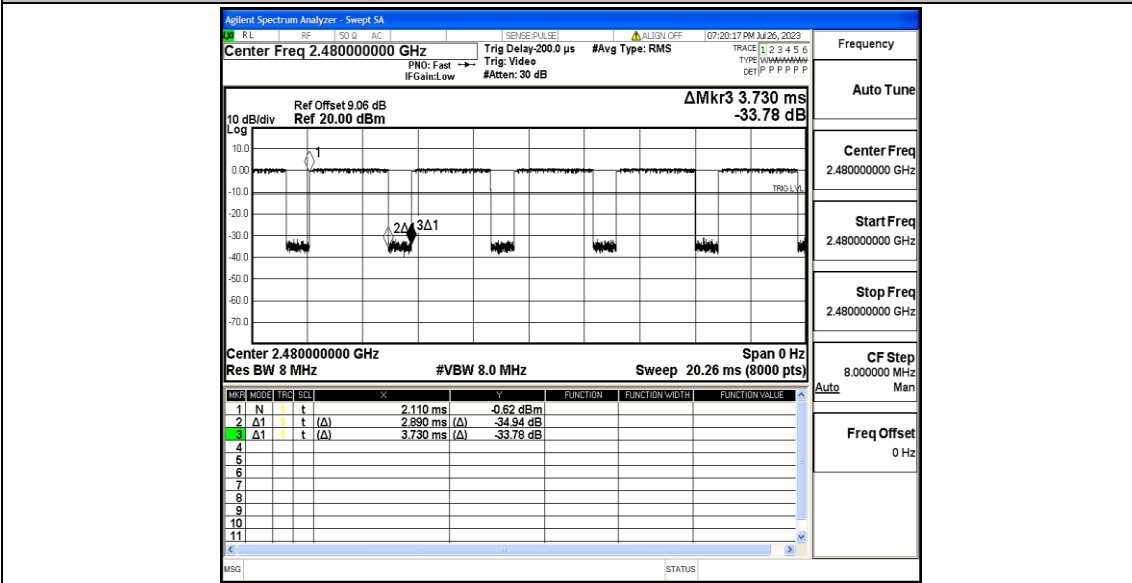 Agilent Spectrum Analyzer - Swept SA
RL RF 50 Ω AC SENSE:PULSE ALIGN OFF 07:20:17 PM Jul 26, 2023
Center Freq 2.480000000 GHz
PNO: Fast
IFGain:Low
Trig Delay-200.0 µs
Trig: Video
#Atten: 30 dB
#Avg Type: RMS
TRACE 1 2 3 4 5 6
TYPE
DET P P P P P P
ΔMkr3 3.730 ms
-33.78 dB
Ref Offset 9.06 dB
10 dB/div Ref 20.00 dBm
Log
10.0
0.00
-10.0
-20.0
-30.0
-40.0
-50.0
-60.0
-70.0
1
3Δ1
TRIG LVL
Center 2.480000000 GHz Span 0 Hz
Res BW 8 MHz #VBW 8.0 MHz Sweep 20.26 ms (8000 pts)
MKR MODE TRC SCL X Y FUNCTION FUNCTION WIDTH FUNCTION VALUE
1 N 1 t 2.110 ms -0.62 dBm
2 Δ1 1 t (Δ) 2.890 ms (Δ) -34.94 dB
3 Δ1 1 t (Δ) 3.730 ms (Δ) -33.78 dB
4
5
6
7
8
9
10
11
MSG STATUS
Frequency
Auto Tune
Center Freq
2.480000000 GHz
Start Freq
2.480000000 GHz
Stop Freq
2.480000000 GHz
CF Step
8.000000 MHz
Auto Man
Freq Offset
0 Hz